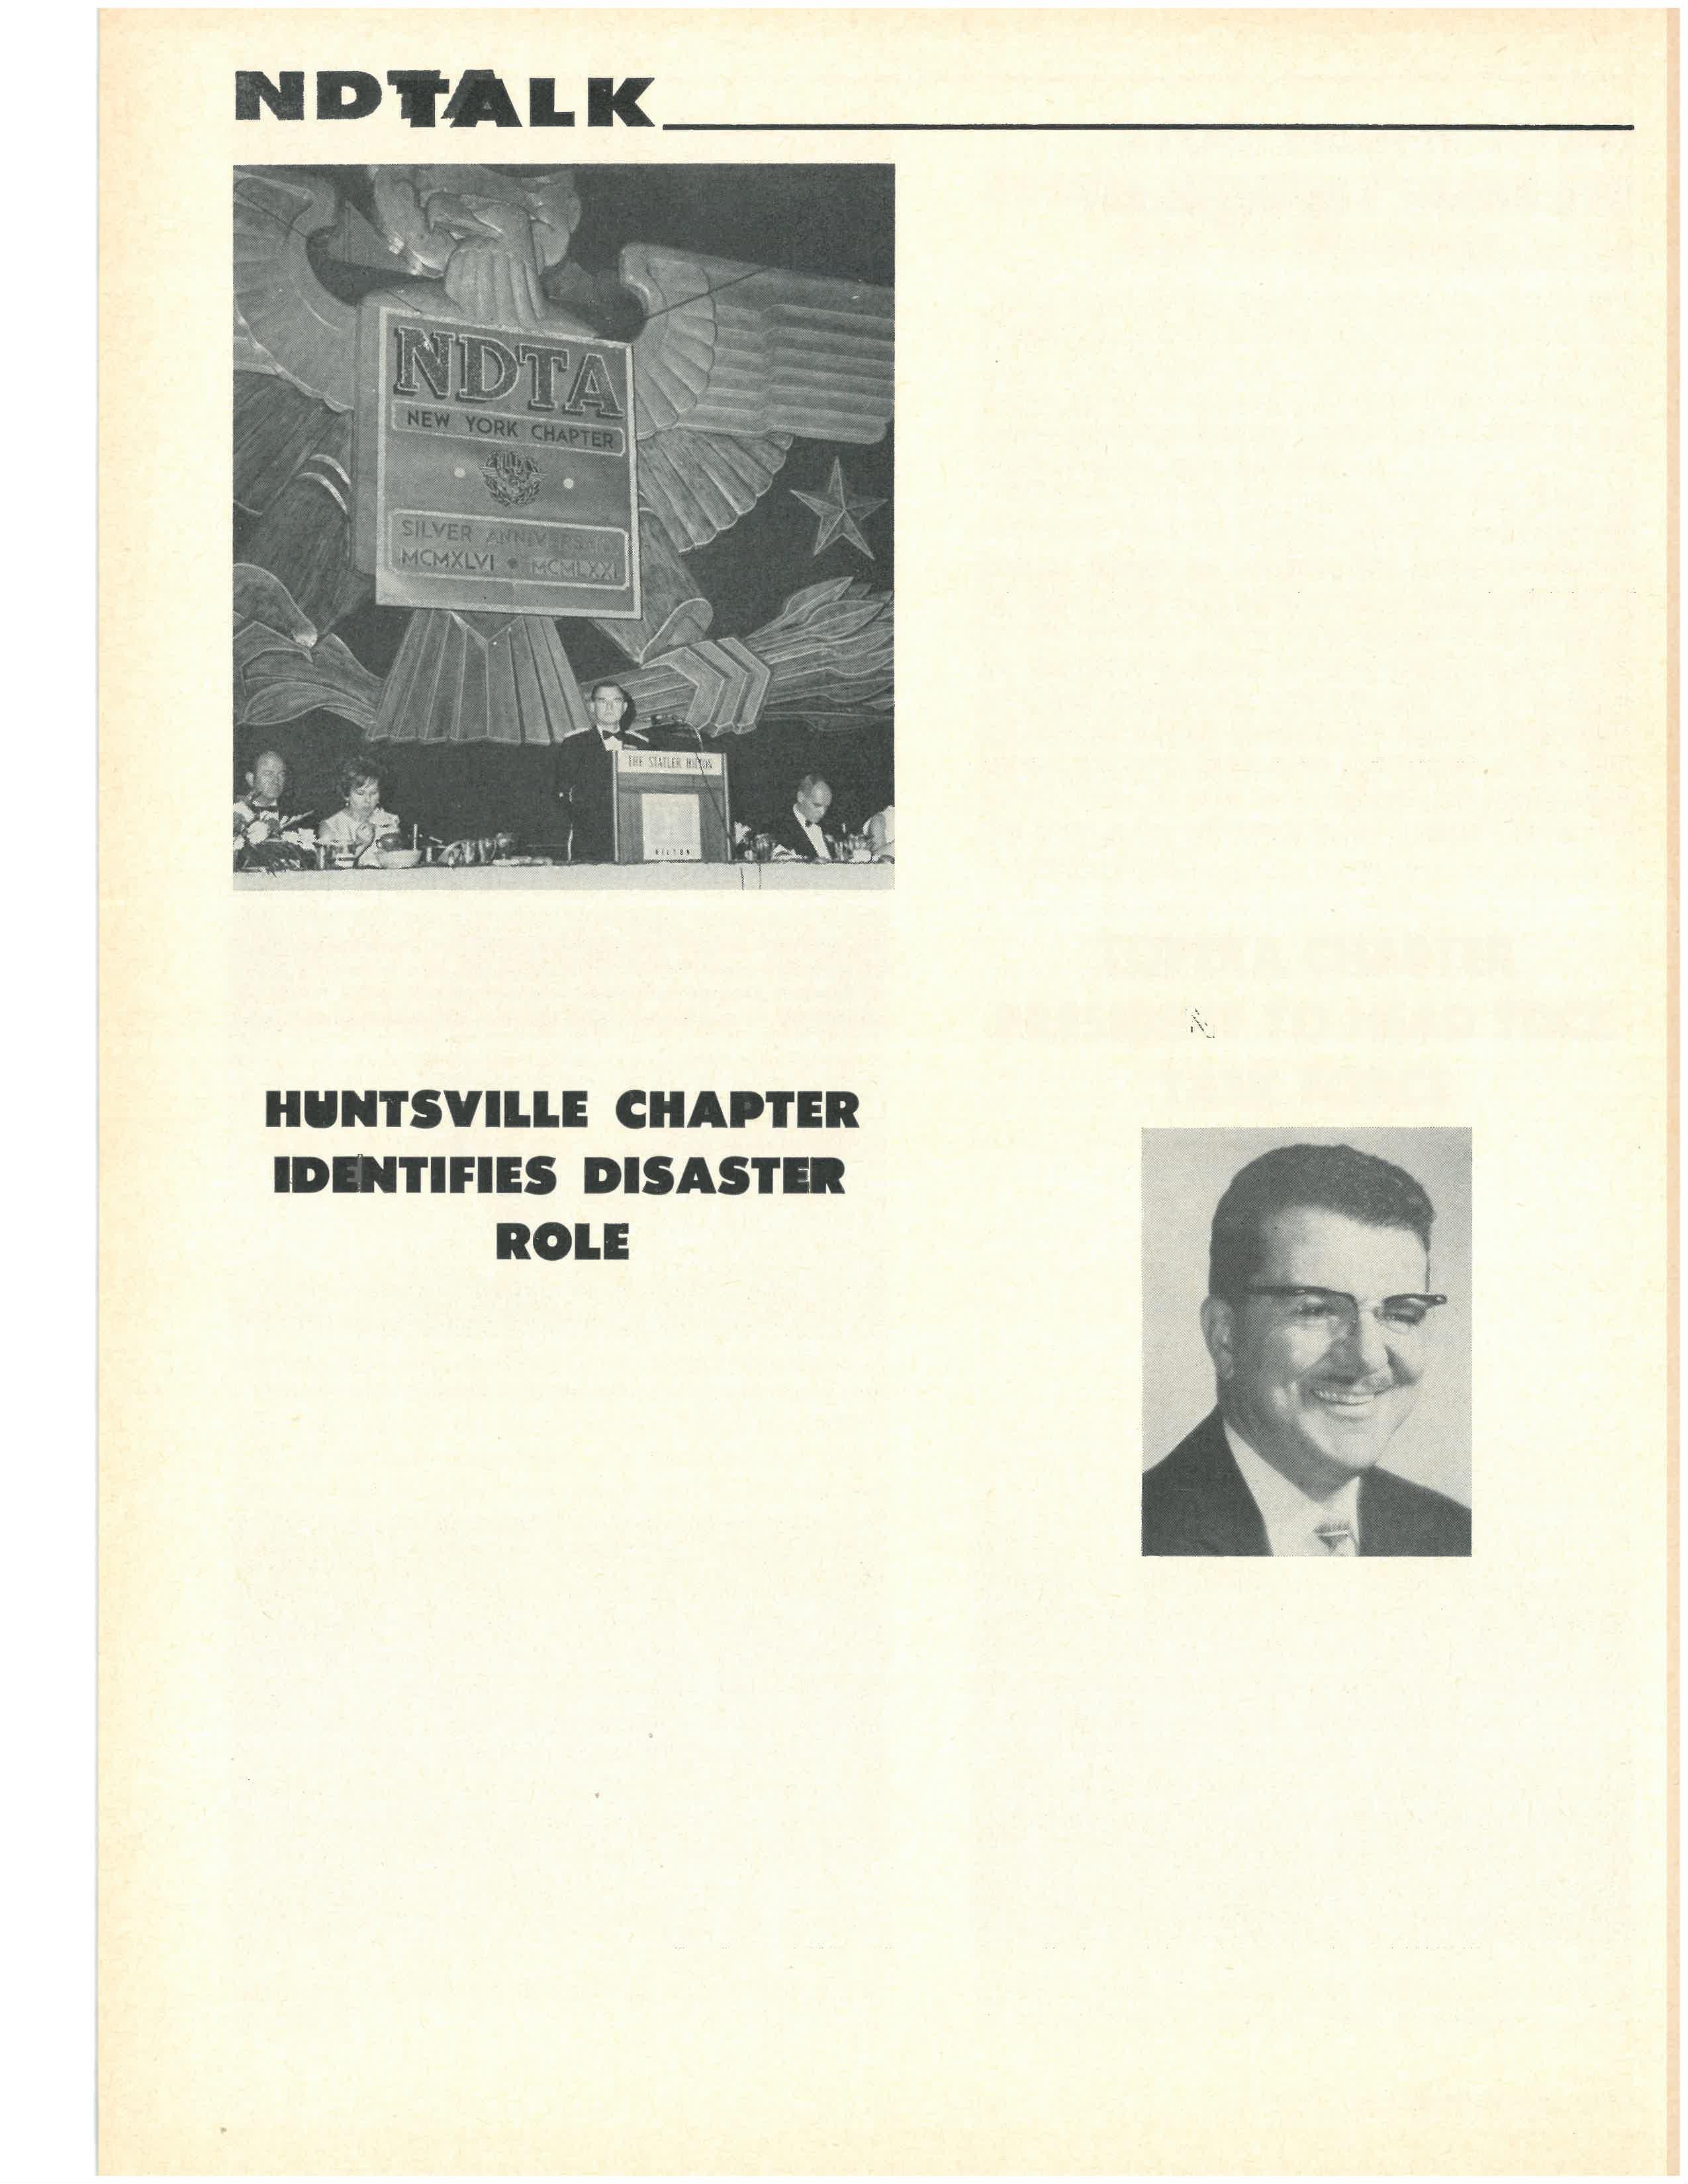 NDTALK
NDTA
NEW YORK CHAPTER
SILVER ANNIVERSARY
MCMXLVI • MCMLXXI
THE STATLER HILTON
HILTON
HUNTSVILLE CHAPTER
IDENTIFIES DISASTER
ROLE